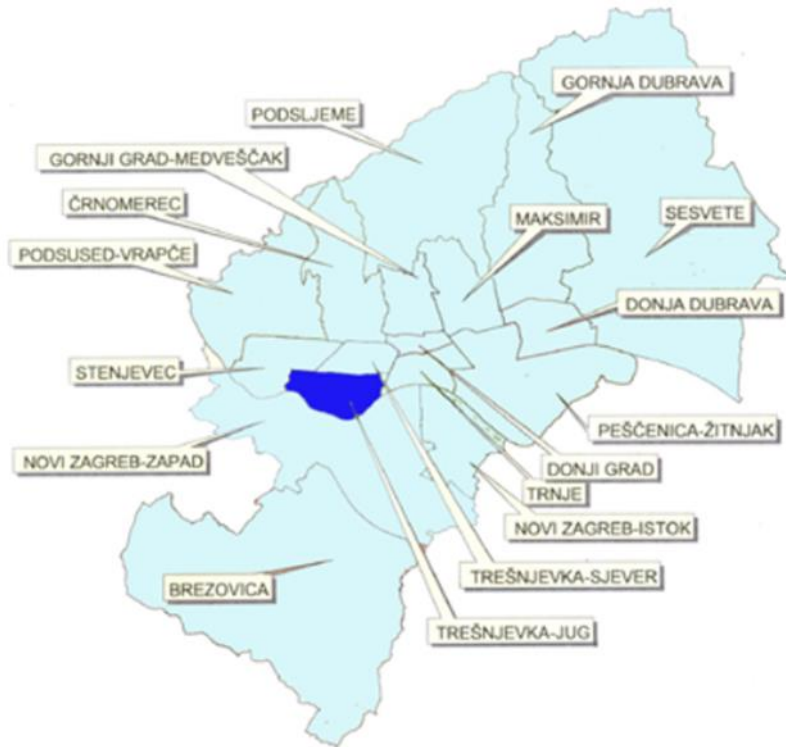 GORNJA DUBRAVA
PODSLJEME
GORNJI GRAD-MEDVEŠČAK
ČRNOMEREC
MAKSIMIR
SESVETE
PODSUSED-VRAPČE
DONJA DUBRAVA
STENJEVEC
PEŠČENICA-ŽITNJAK
NOVI ZAGREB-ZAPAD
DONJI GRAD
TRNJE
NOVI ZAGREB-ISTOK
TREŠNJEVKA-SJEVER
BREZOVICA
TREŠNJEVKA-JUG